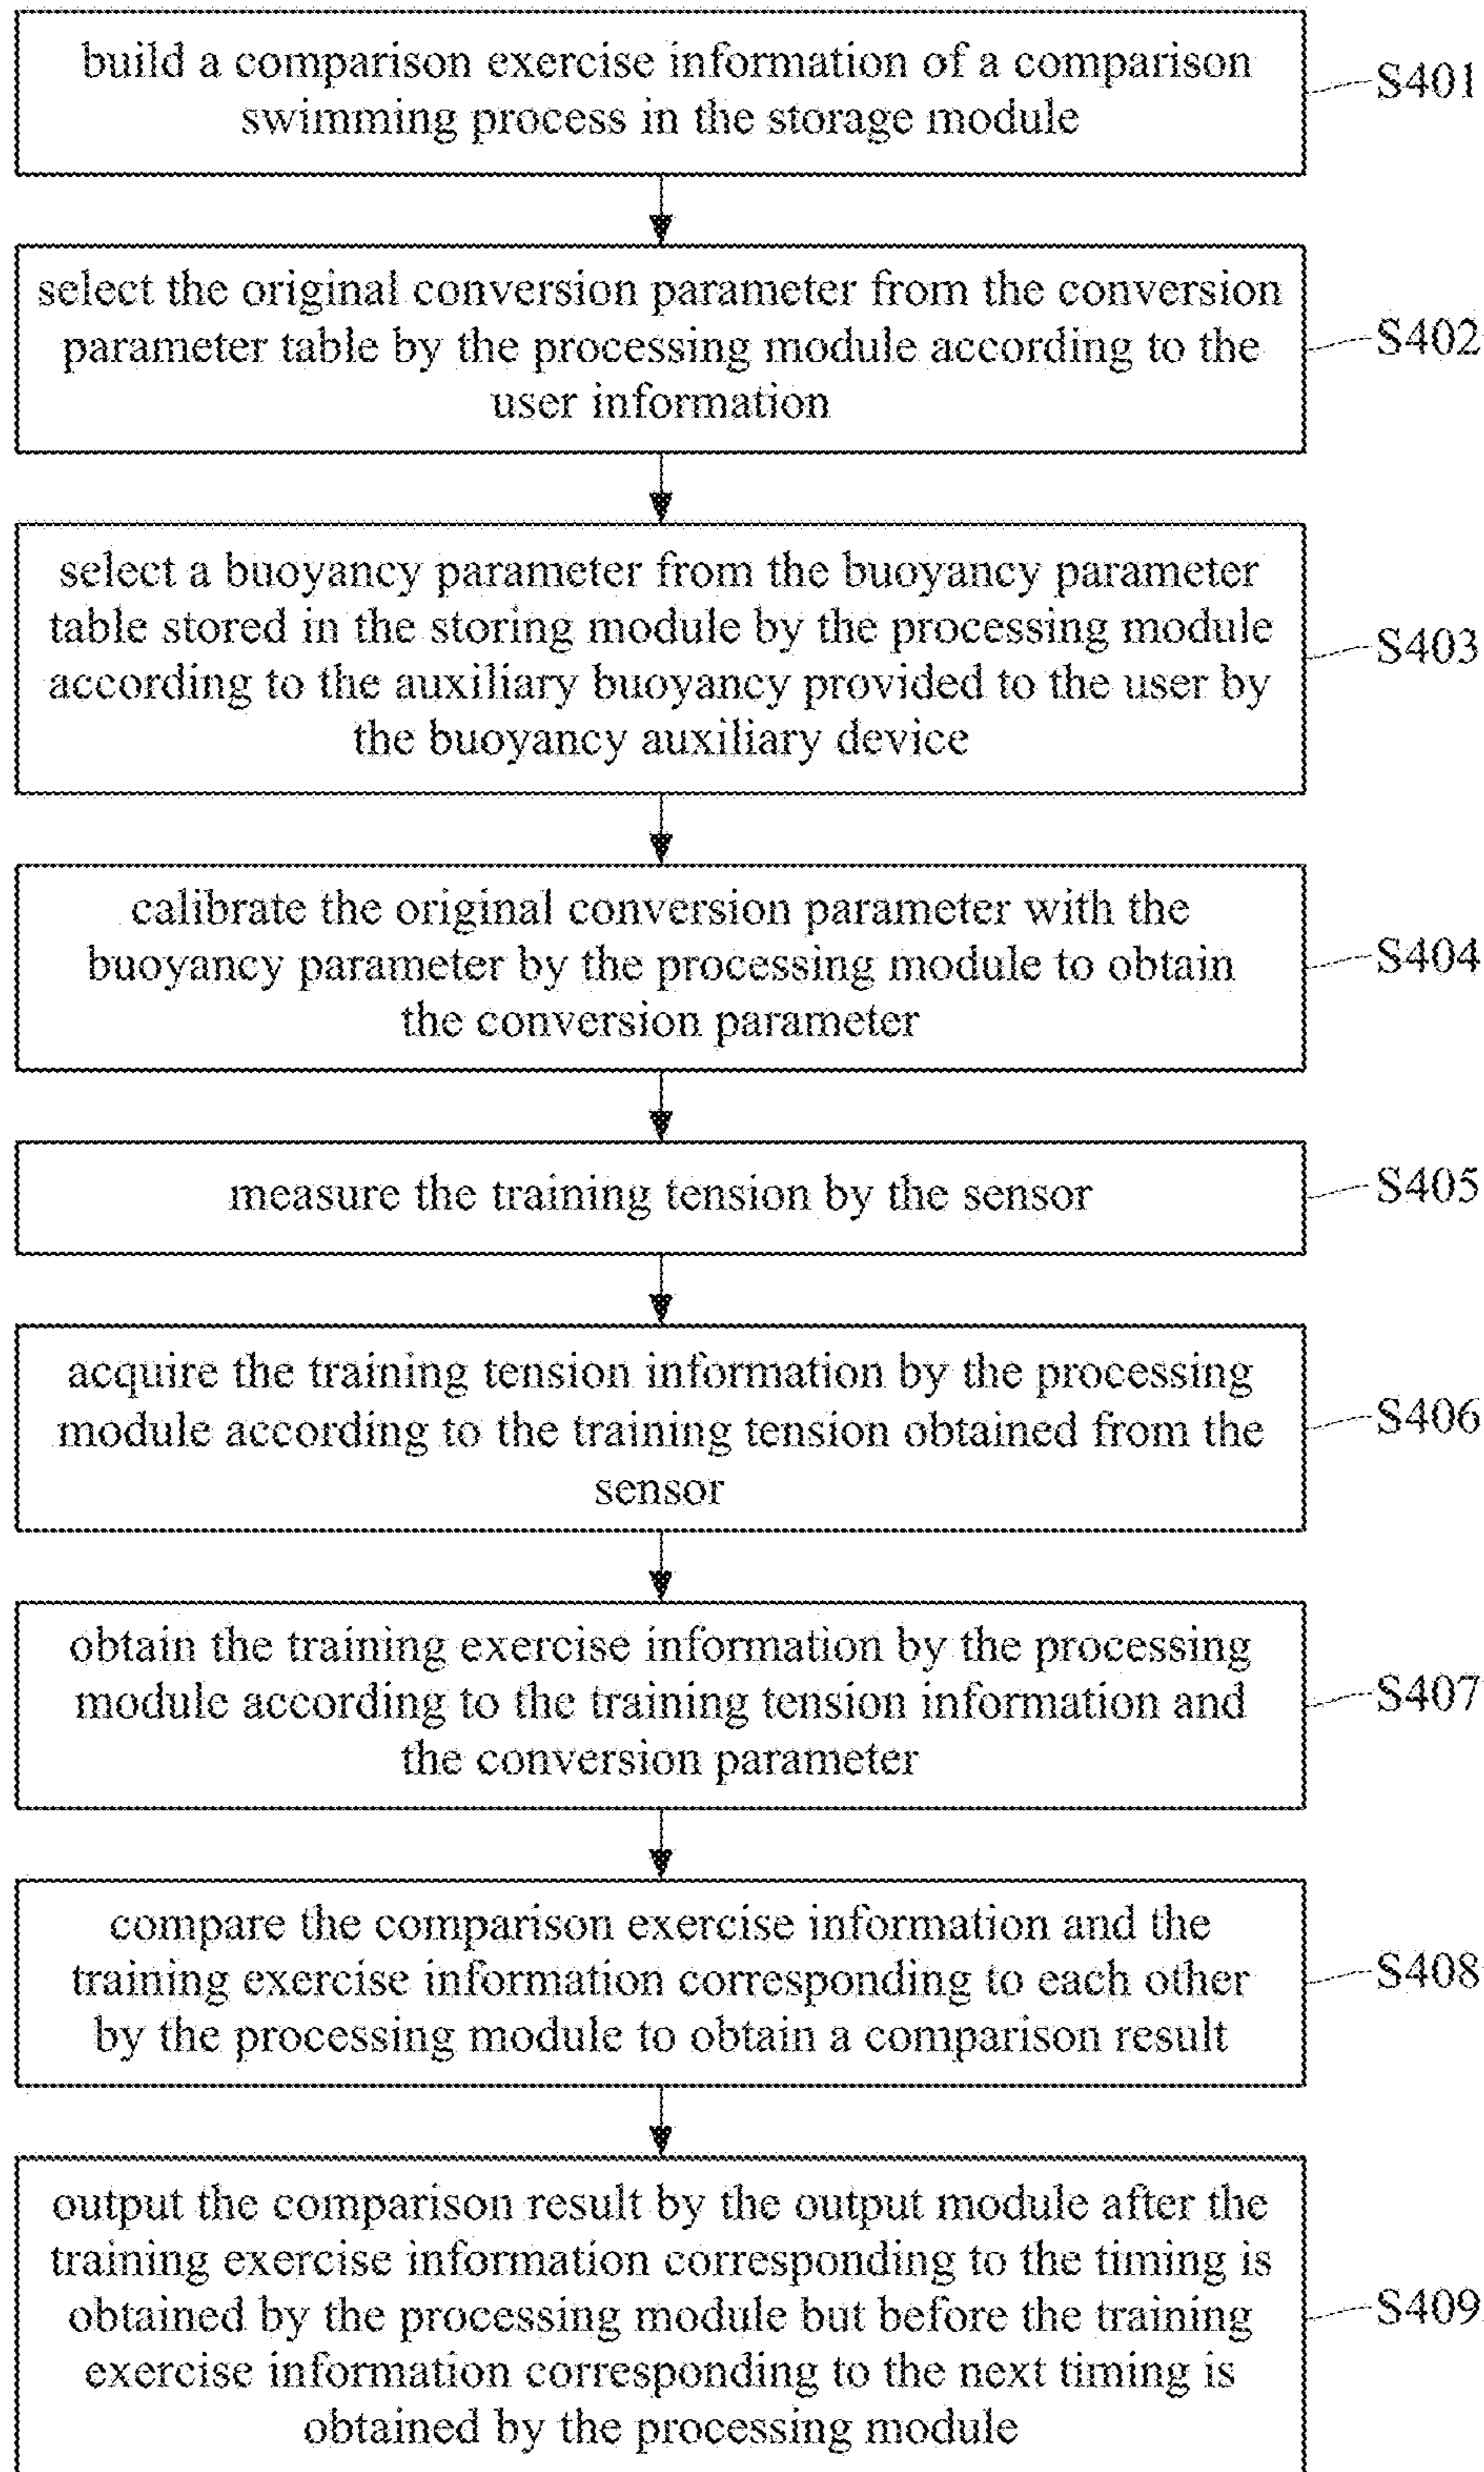 build a comparison exercise information of a comparison
swimming process in the storage module
S401
select the original conversion parameter from the conversion
parameter table by the processing module according to the
user information
S402
select a buoyancy parameter from the buoyancy parameter
table stored in the storing module by the processing module
according to the auxiliary buoyancy provided to the user by
the buoyancy auxiliary device
S403
calibrate the original conversion parameter with the
buoyancy parameter by the processing module to obtain
the conversion parameter
S404
measure the training tension by the sensor
S405
acquire the training tension information by the processing
module according to the training tension obtained from the
sensor
S406
obtain the training exercise information by the processing
module according to the training tension information and
the conversion parameter
S407
compare the comparison exercise information and the
training exercise information corresponding to each other
by the processing module to obtain a comparison result
S408
output the comparison result by the output module after the
training exercise information corresponding to the timing is
obtained by the processing module but before the training
exercise information corresponding to the next timing is
obtained by the processing module
S409